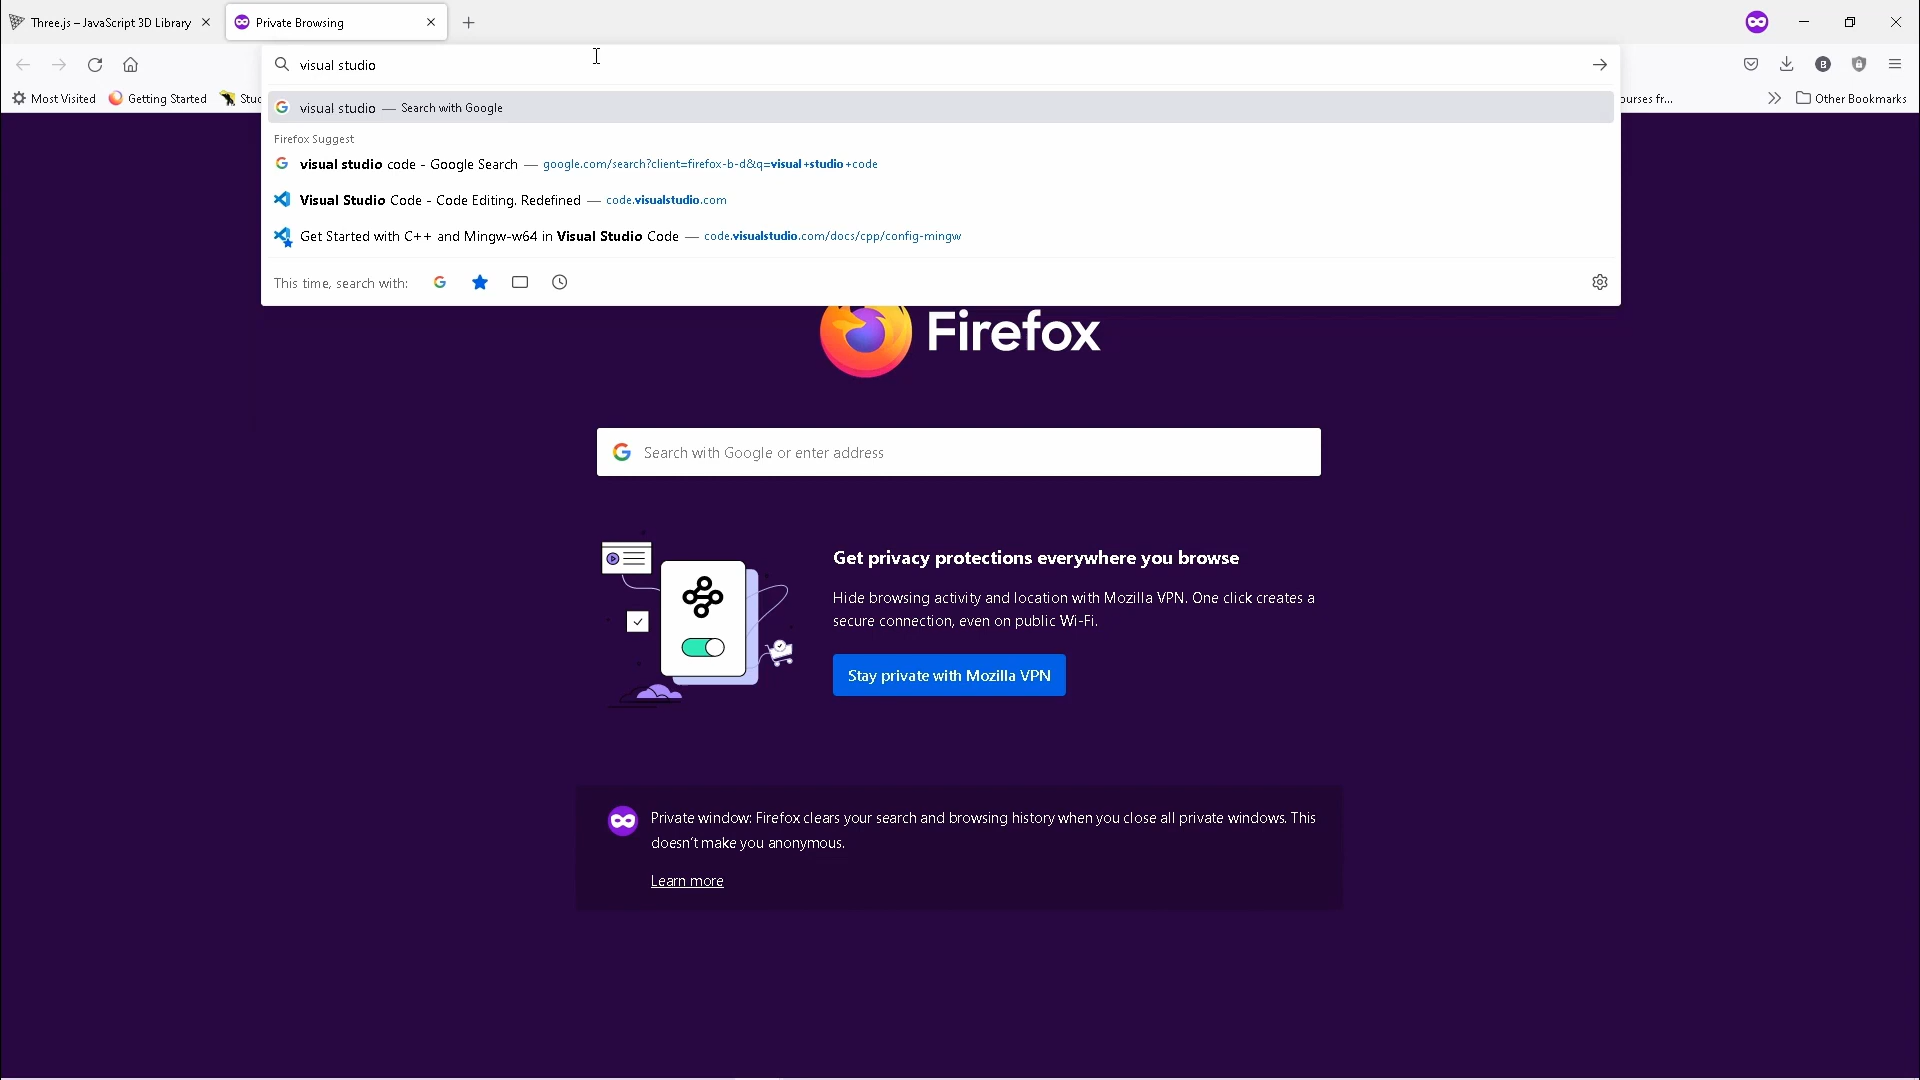 Three.js – JavaScript 3D Library
Private Browsing
visual studio
Most Visited
Getting Started
Other Bookmarks
visual studio — Search with Google
Firefox Suggest
visual studio code - Google Search — google.com/search?client=firefox-b-d&q=visual+studio+code
Visual Studio Code - Code Editing. Redefined — code.visualstudio.com
Get Started with C++ and Mingw-w64 in Visual Studio Code — code.visualstudio.com/docs/cpp/config-mingw
This time, search with:
Firefox
Search with Google or enter address
Get privacy protections everywhere you browse
Hide browsing activity and location with Mozilla VPN. One click creates a
secure connection, even on public Wi-Fi.
Stay private with Mozilla VPN
Private window: Firefox clears your search and browsing history when you close all private windows. This
doesn't make you anonymous.
Learn more